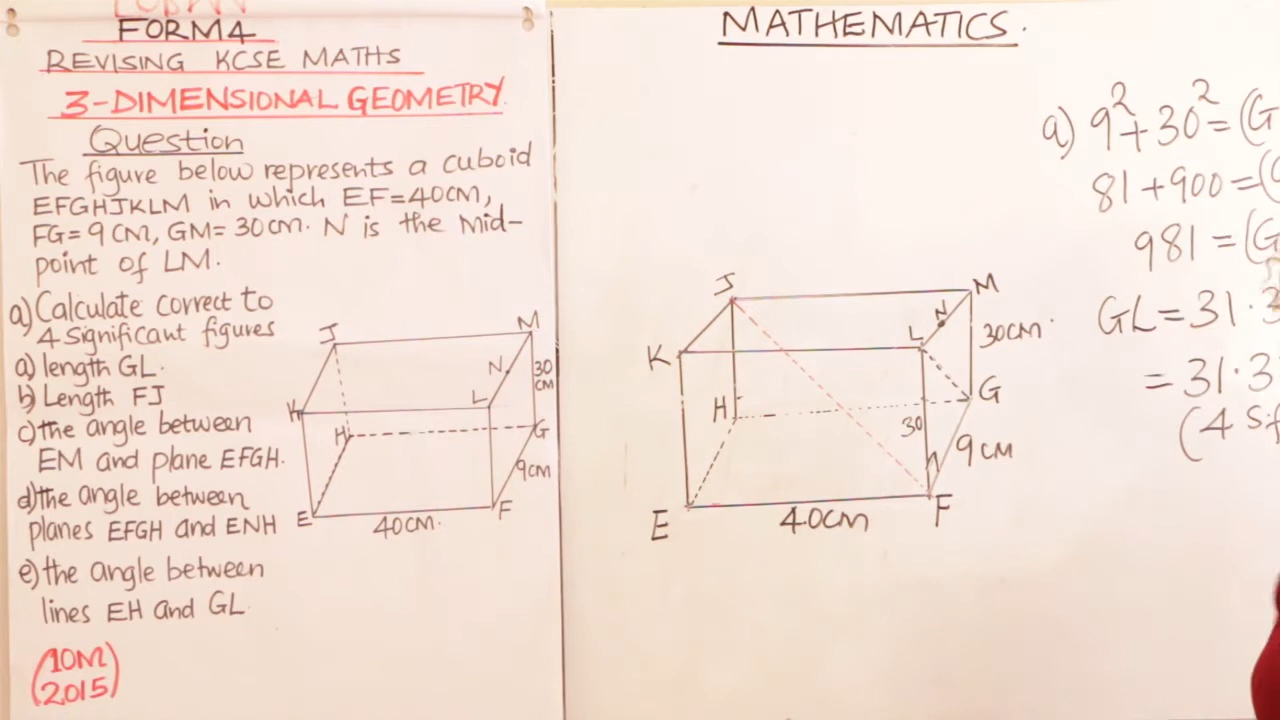 FORM 4
REVISING KCSE MATHS
3-DIMENSIONAL GEOMETRY.
Question
The figure below represents a cuboid
EFGHJKLM in which EF=40CM,
FG=9CM, GM=30CM. N is the Mid-
point of LM.
a) Calculate correct to
4 significant figures
a) length GL.
b) Length FJ
c) the angle between
EM and plane EFGH.
d) the angle between
planes EFGH and ENH
e) the angle between
lines EH and GL.
(10M
2015)
J
M
N
30
CM
K
L
H
G
9CM
E
F
40CM.
MATHEMATICS.
J
M
N
L
30CM.
K
H
G
30
9CM
E
F
40cm
a) 9²+30²=(G
81+900=(
981=(G
GL=31.3
=31.3
(4 Sf